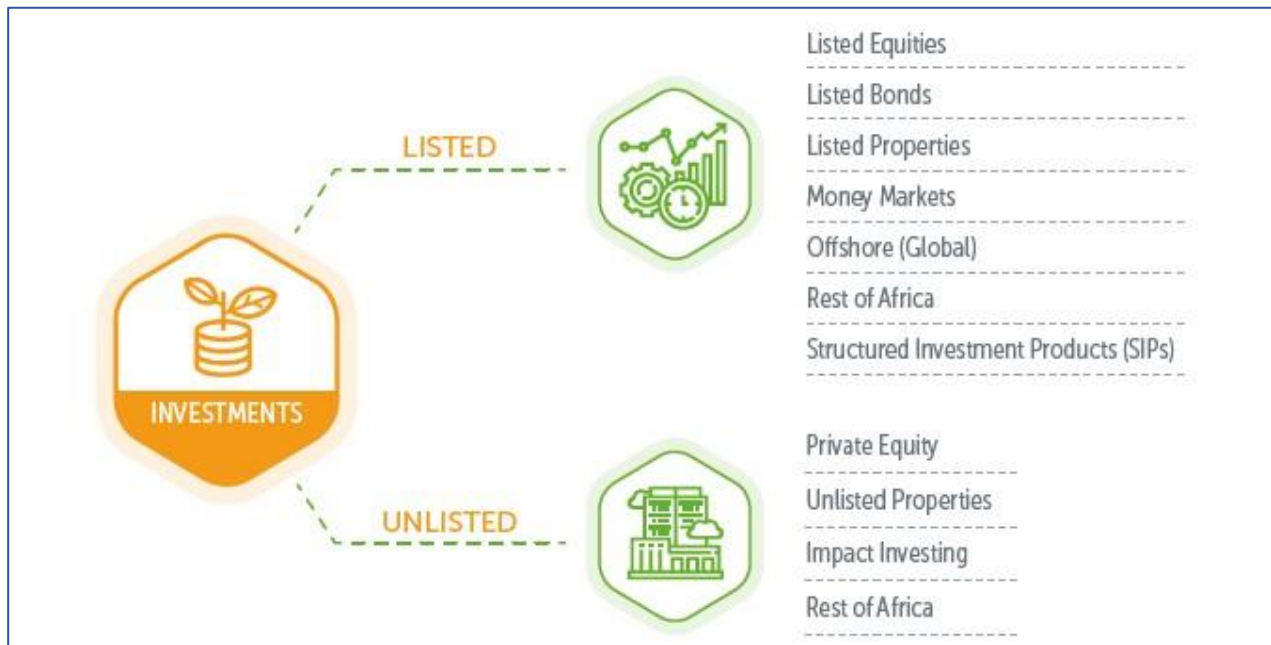 LISTED
Listed Equities
Listed Bonds
Listed Properties
Money Markets
Offshore (Global)
Rest of Africa
Structured Investment Products (SIPs)
INVESTMENTS
UNLISTED
Private Equity
Unlisted Properties
Impact Investing
Rest of Africa